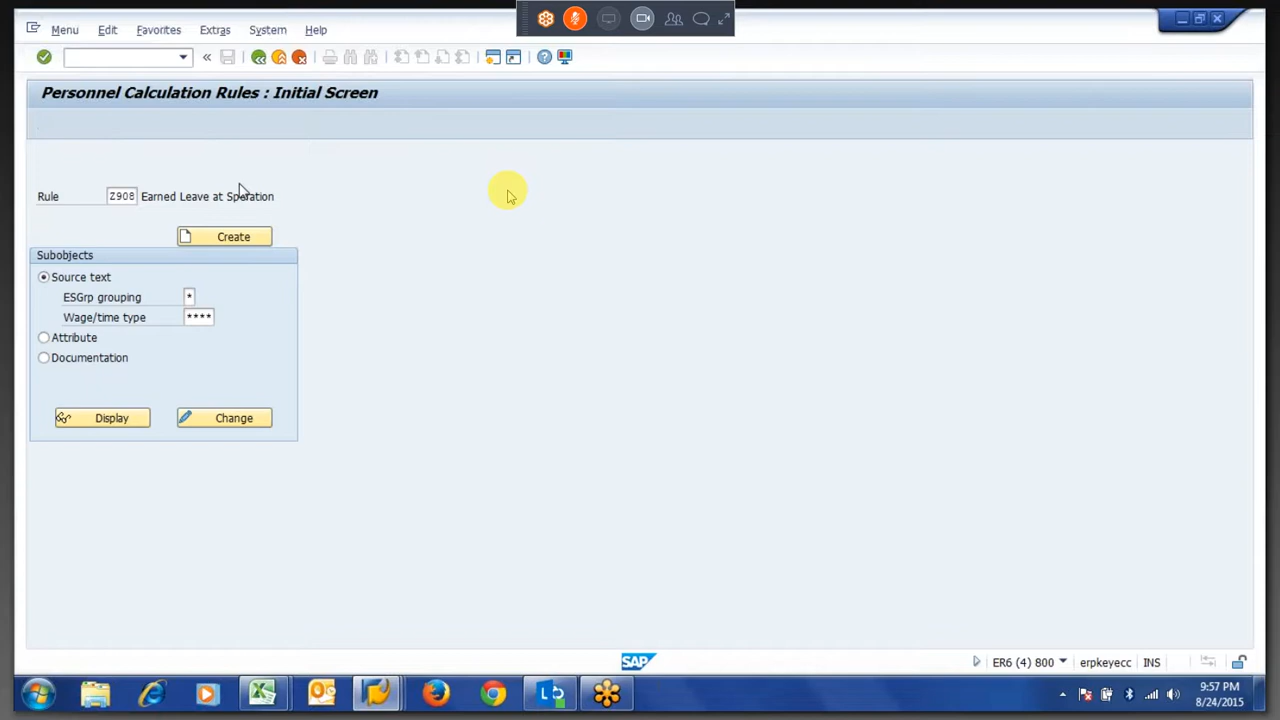 Menu Edit Favorites Extras System Help
Personnel Calculation Rules : Initial Screen
Rule Z908 Earned Leave at Speration
Create
Subobjects
Source text
ESGrp grouping *
Wage/time type ****
Attribute
Documentation
Display Change
SAP ER6 (4) 800 erpkeyecc INS
9:57 PM
8/24/2015